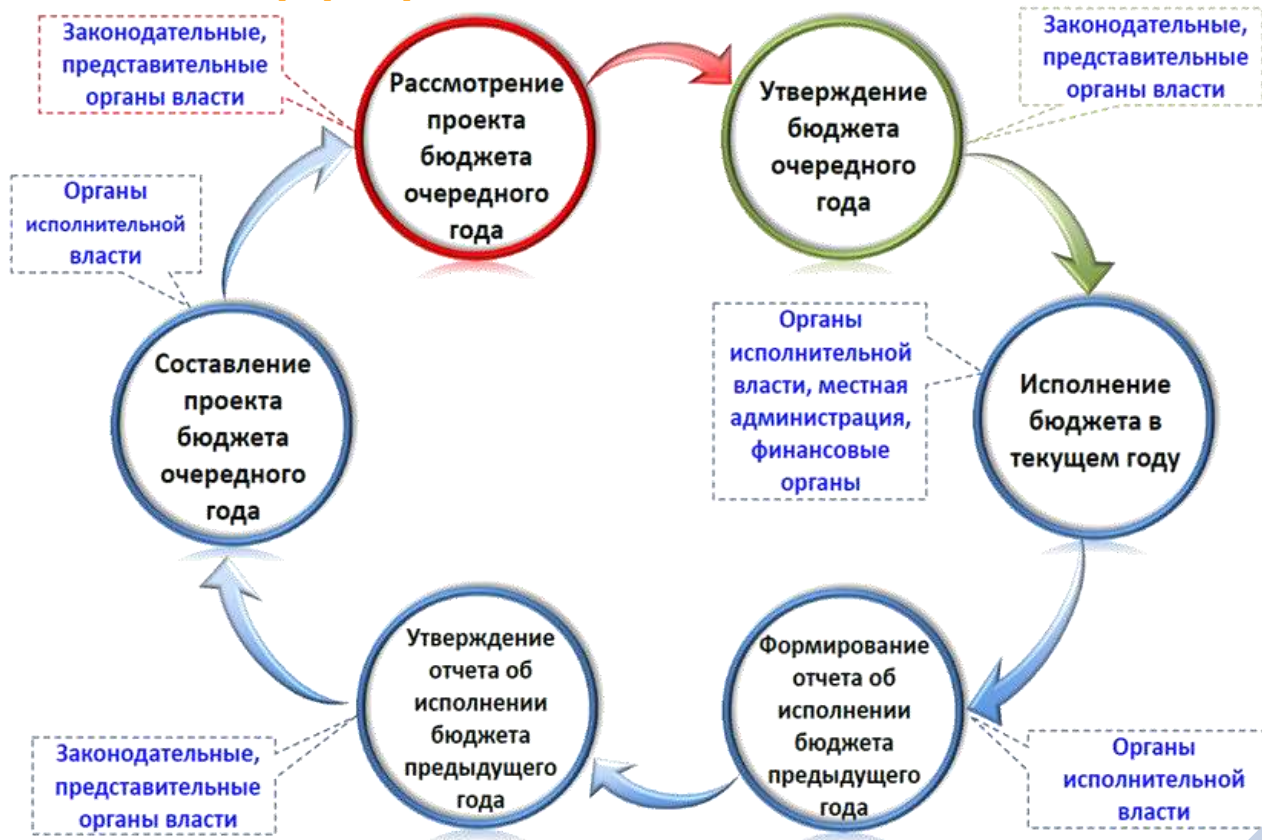 Законодательные,
представительные
органы власти
Рассмотрение
проекта
бюджета
очередного
года
Утверждение
бюджета
очередного
года
Законодательные,
представительные
органы власти
Органы
исполнительной
власти
Составление
проекта
бюджета
очередного
года
Органы
исполнительной
власти, местная
администрация,
финансовые
органы
Исполнение
бюджета в
текущем году
Утверждение
отчета об
исполнении
бюджета
предыдущего
года
Формирование
отчета об
исполнении
бюджета
предыдущего
года
Законодательные,
представительные
органы власти
Органы
исполнительной
власти